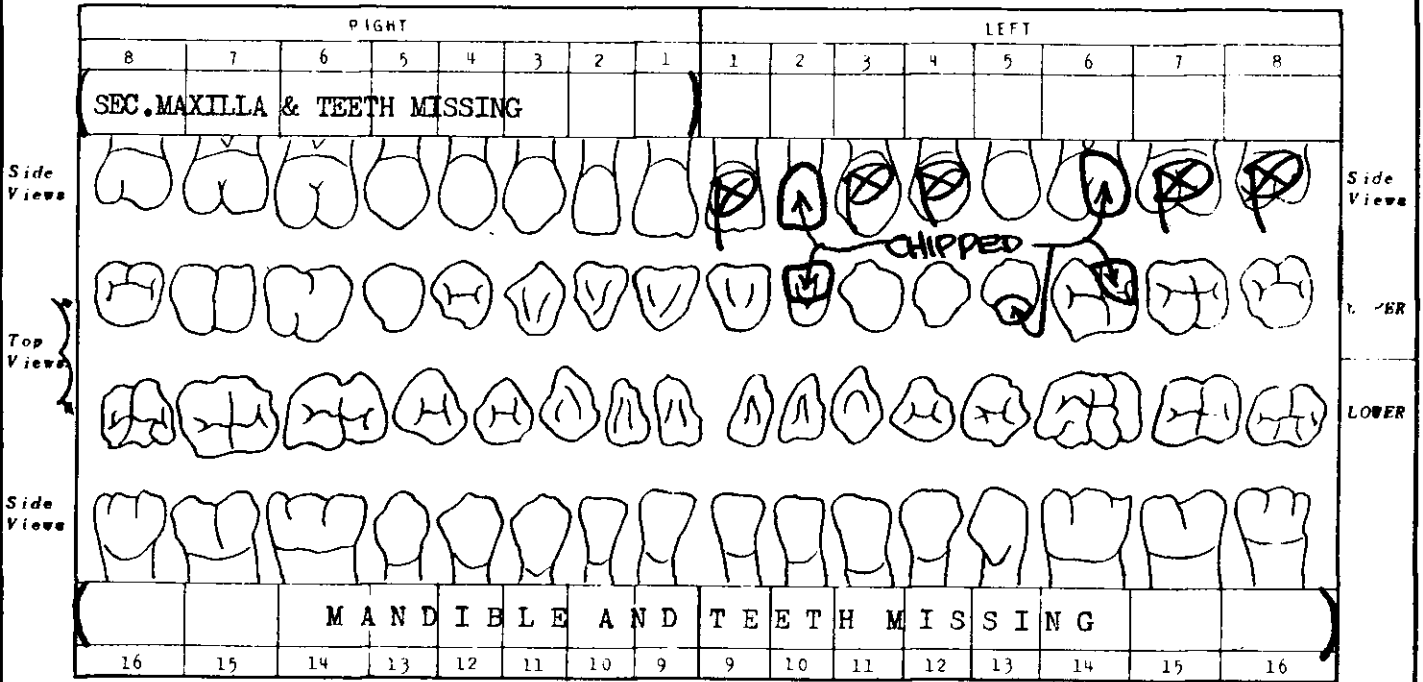 RIGHT LEFT
8 7 6 5 4 3 2 1 1 2 3 4 5 6 7 8
SEC.MAXILLA & TEETH MISSING
Side Views
Side Views
CHIPPED
Top Views
LOWER
Side Views
MANDIBLE AND TEETH MISSING
16 15 14 13 12 11 10 9 9 10 11 12 13 14 15 16